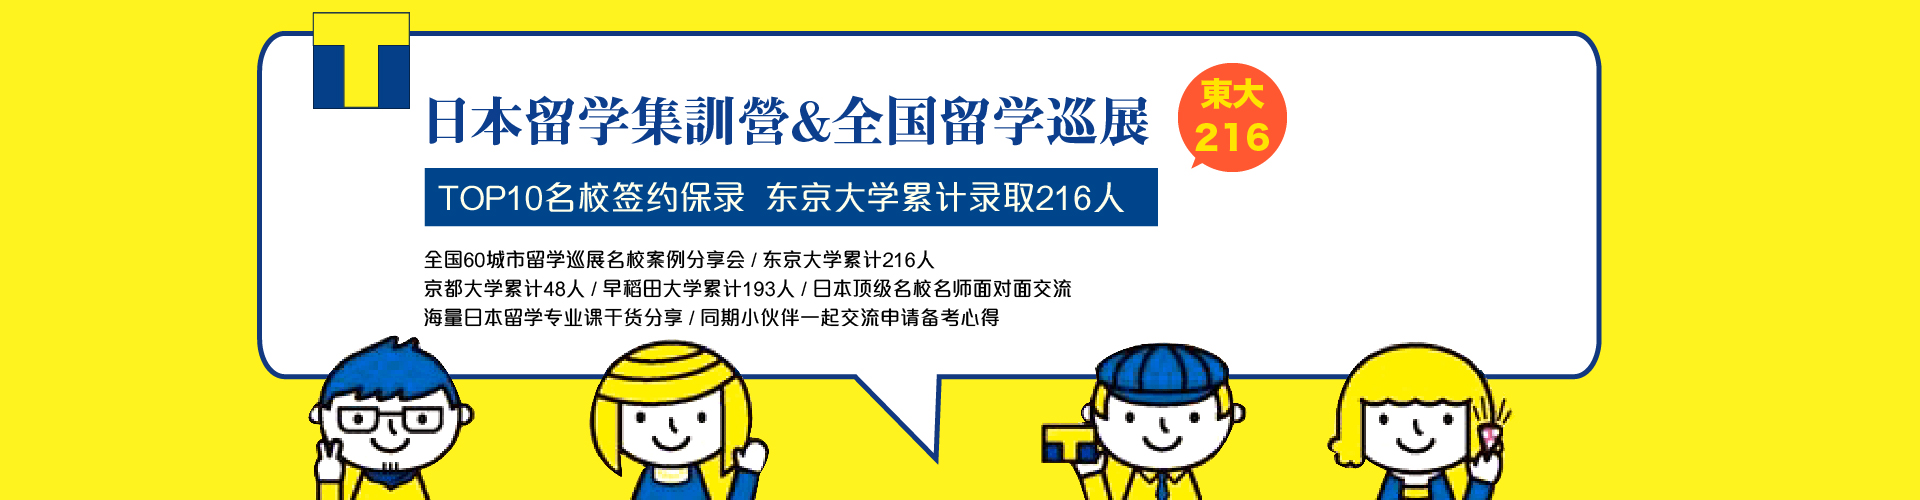 日本留学集訓營&全国留学巡展
東大
216
TOP10名校签约保录 东京大学累计录取216人
全国60城市留学巡展名校案例分享会 / 东京大学累计216人
京都大学累计48人 / 早稻田大学累计193人 / 日本顶级名校名师面对面交流
海量日本留学专业课干货分享 / 同期小伙伴一起交流申请备考心得